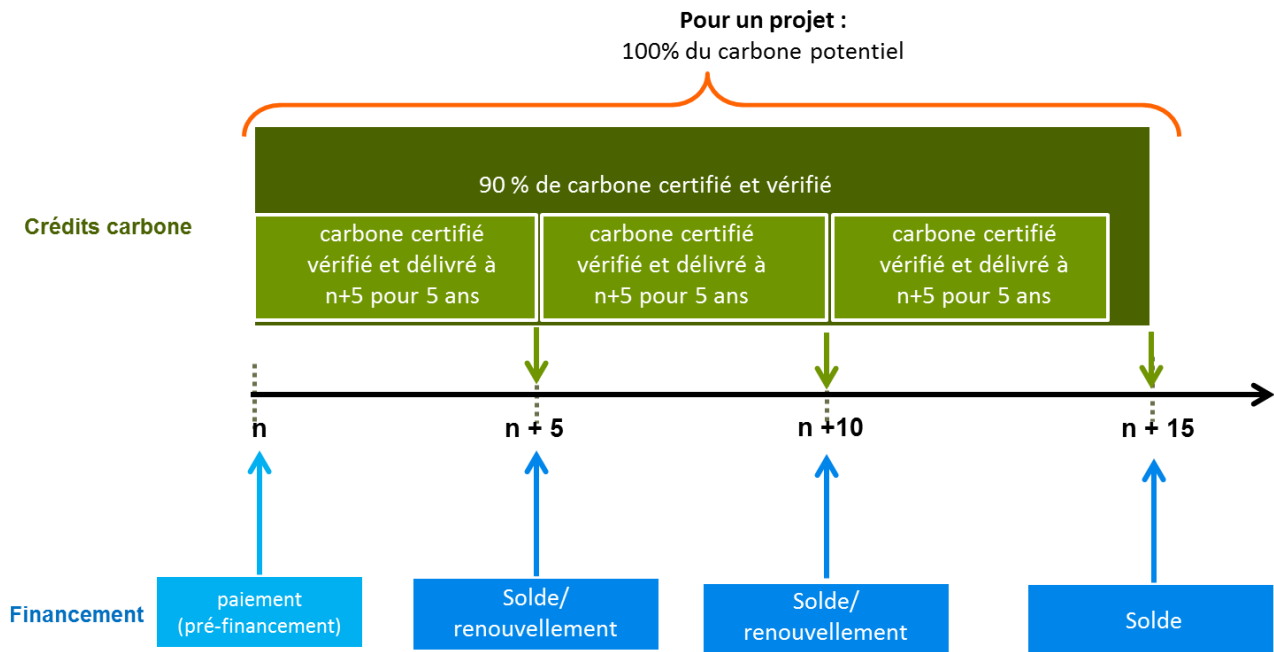 Pour un projet :
100% du carbone potentiel
90 % de carbone certifié et vérifié
Crédits carbone
carbone certifié
vérifié et délivré à
n+5 pour 5 ans
carbone certifié
vérifié et délivré à
n+5 pour 5 ans
carbone certifié
vérifié et délivré à
n+5 pour 5 ans
n
n + 5
n +10
n + 15
Financement
paiement
(pré-financement)
Solde/
renouvellement
Solde/
renouvellement
Solde